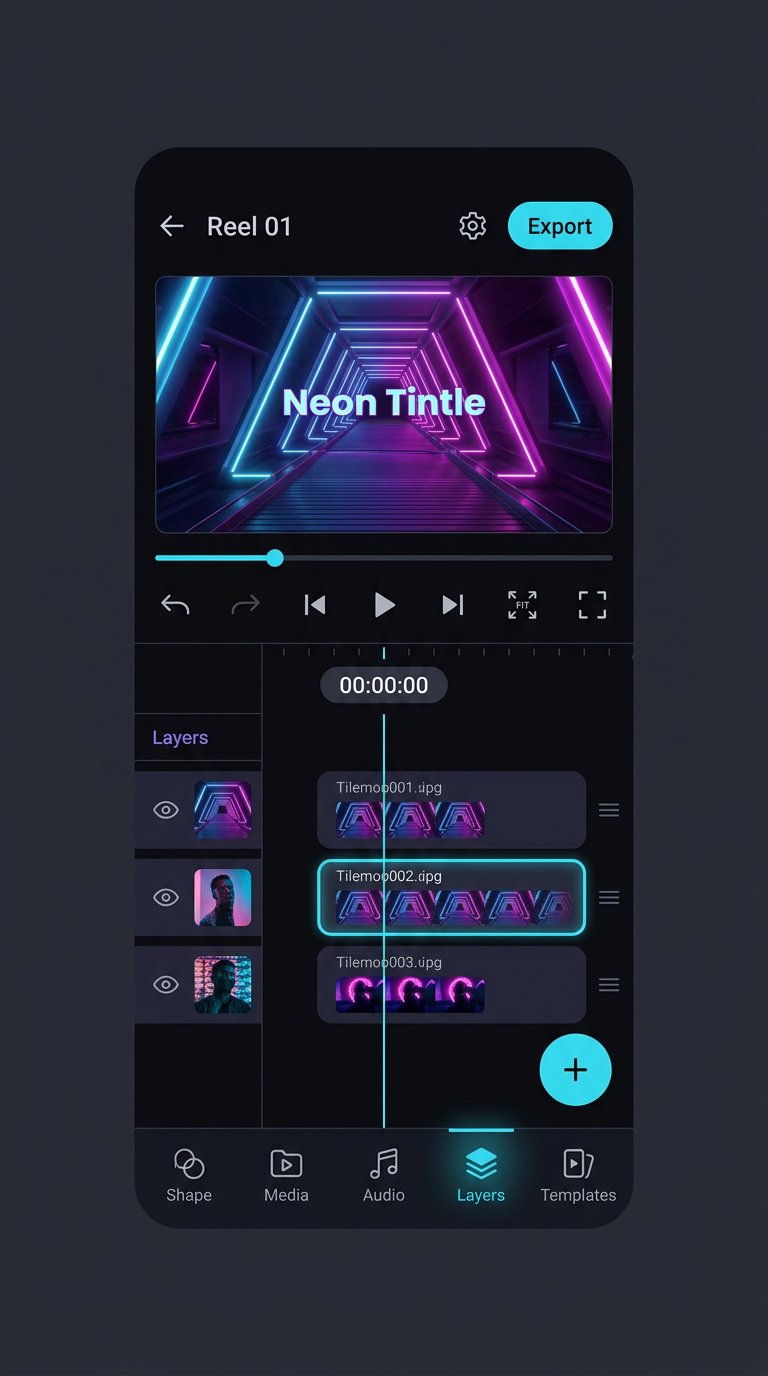 Reel 01
Export
Neon Tintle
FIT
00:00:00
Layers
Tilemop001.ipg
Tilemop002.ipg
Tilemop003.ipg
Shape
Media
Audio
Layers
Templates